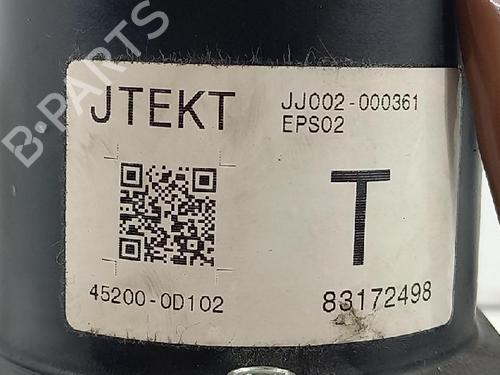 JTEKT
JJ002-000361
EPS02
T
45200-0D102
83172498
B-PARTS